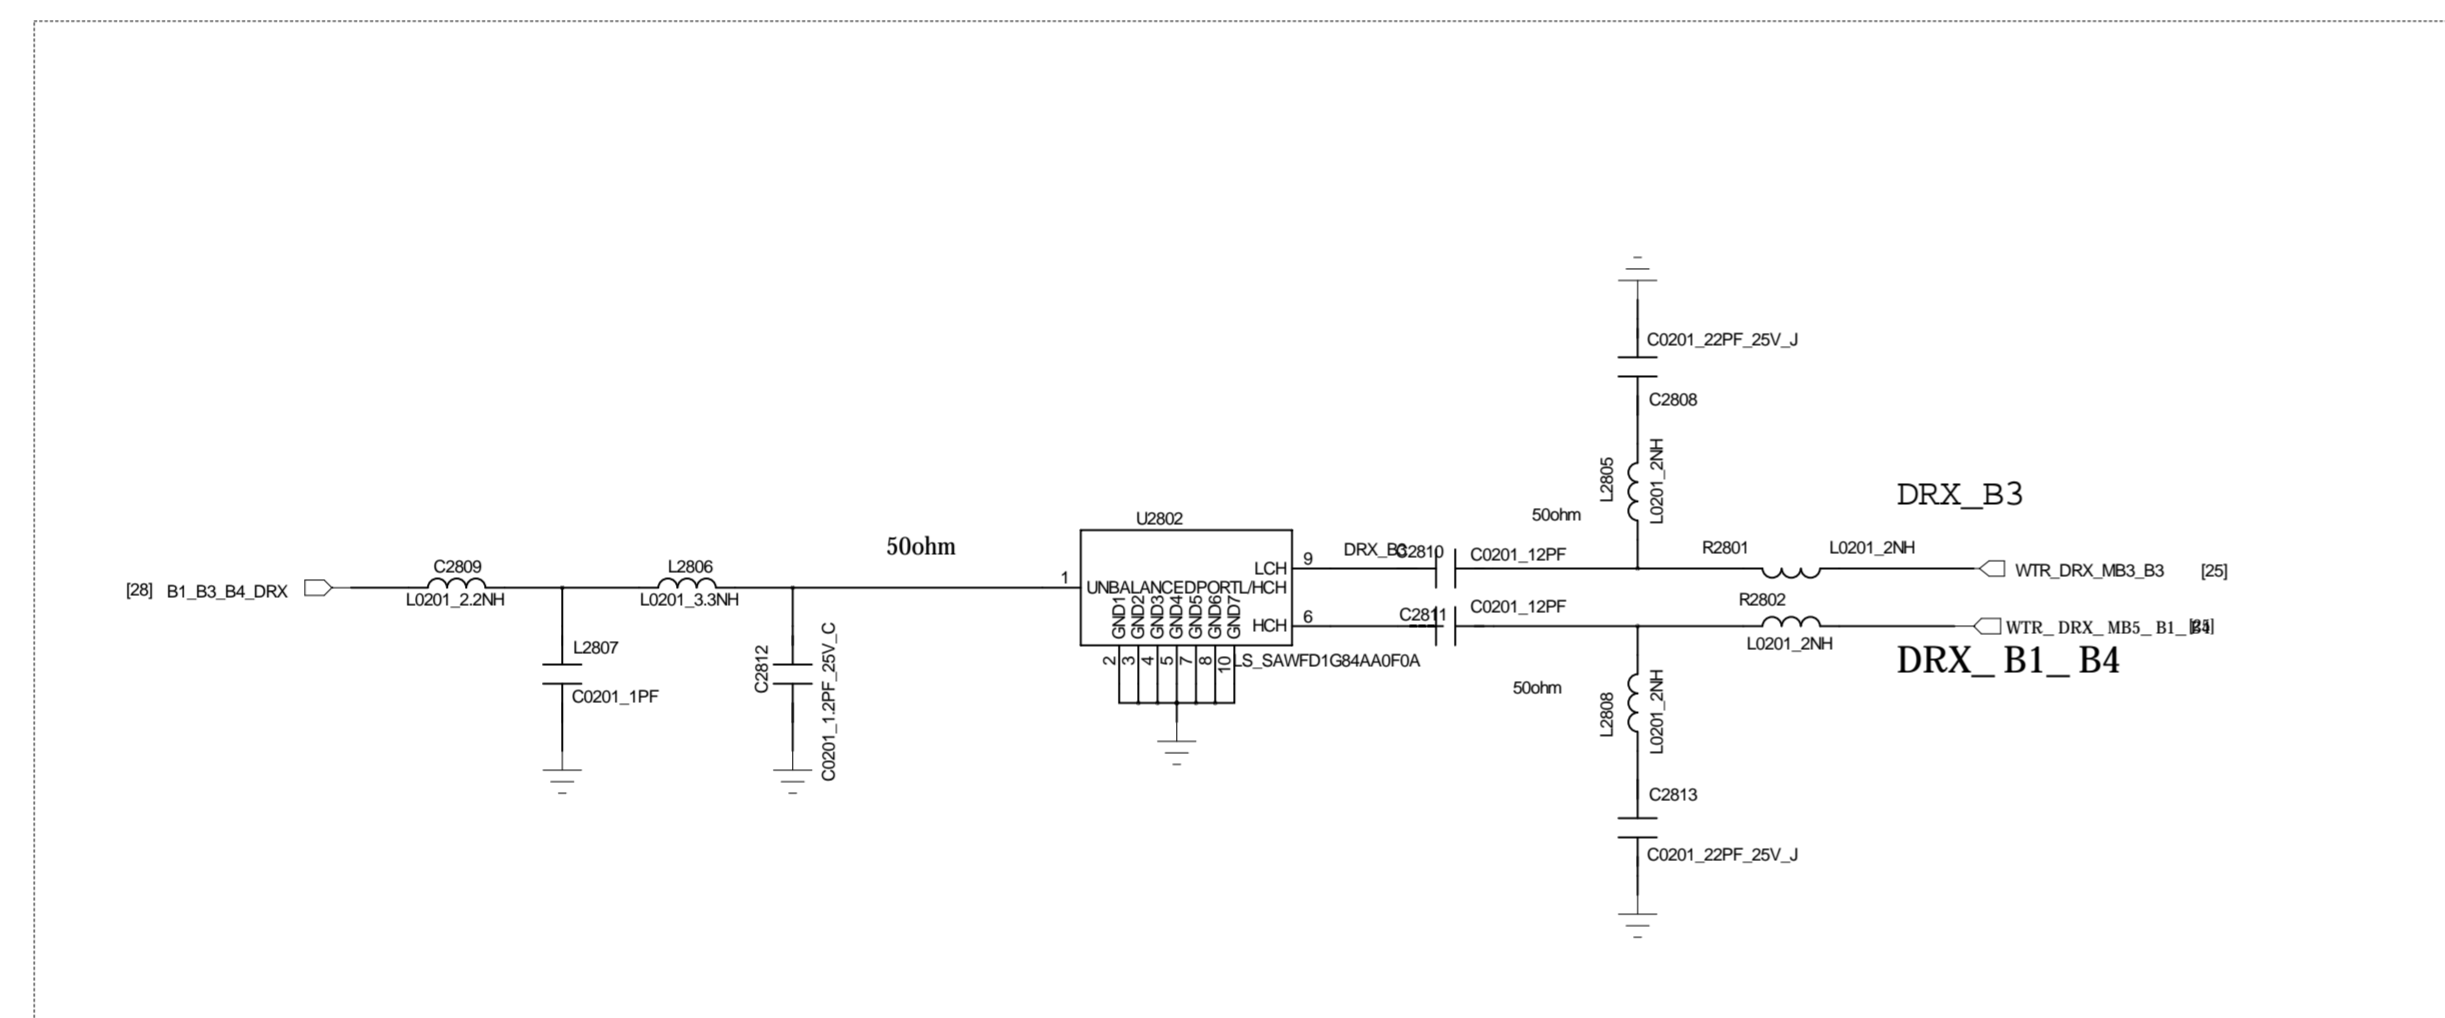 C0201_22PF_25V_J
C2808
L2805
L0201_2NH
DRX_B3
50ohm
U2802
50ohm
DRX_B3
C2810
C0201_12PF
R2801
L0201_2NH
LCH
9
WTR_DRX_MB3_B3
[25]
C2809
L2806
1
[28]
B1_B3_B4_DRX
L0201_2.2NH
L0201_3.3NH
UNBALANCEDPORTL/HCH
GND1
GND2
GND3
GND4
GND5
GND6
GND7
HCH
6
C2811
C0201_12PF
R2802
WTR_DRX_MB5_B1_B4
L0201_2NH
DRX_B1_B4
L2807
C0201_1PF
C2812
C0201_1.2PF_25V_C
2
3
4
5
7
8
10
LS_SAWFD1G84AA0F0A
50ohm
L2808
L0201_2NH
C2813
C0201_22PF_25V_J